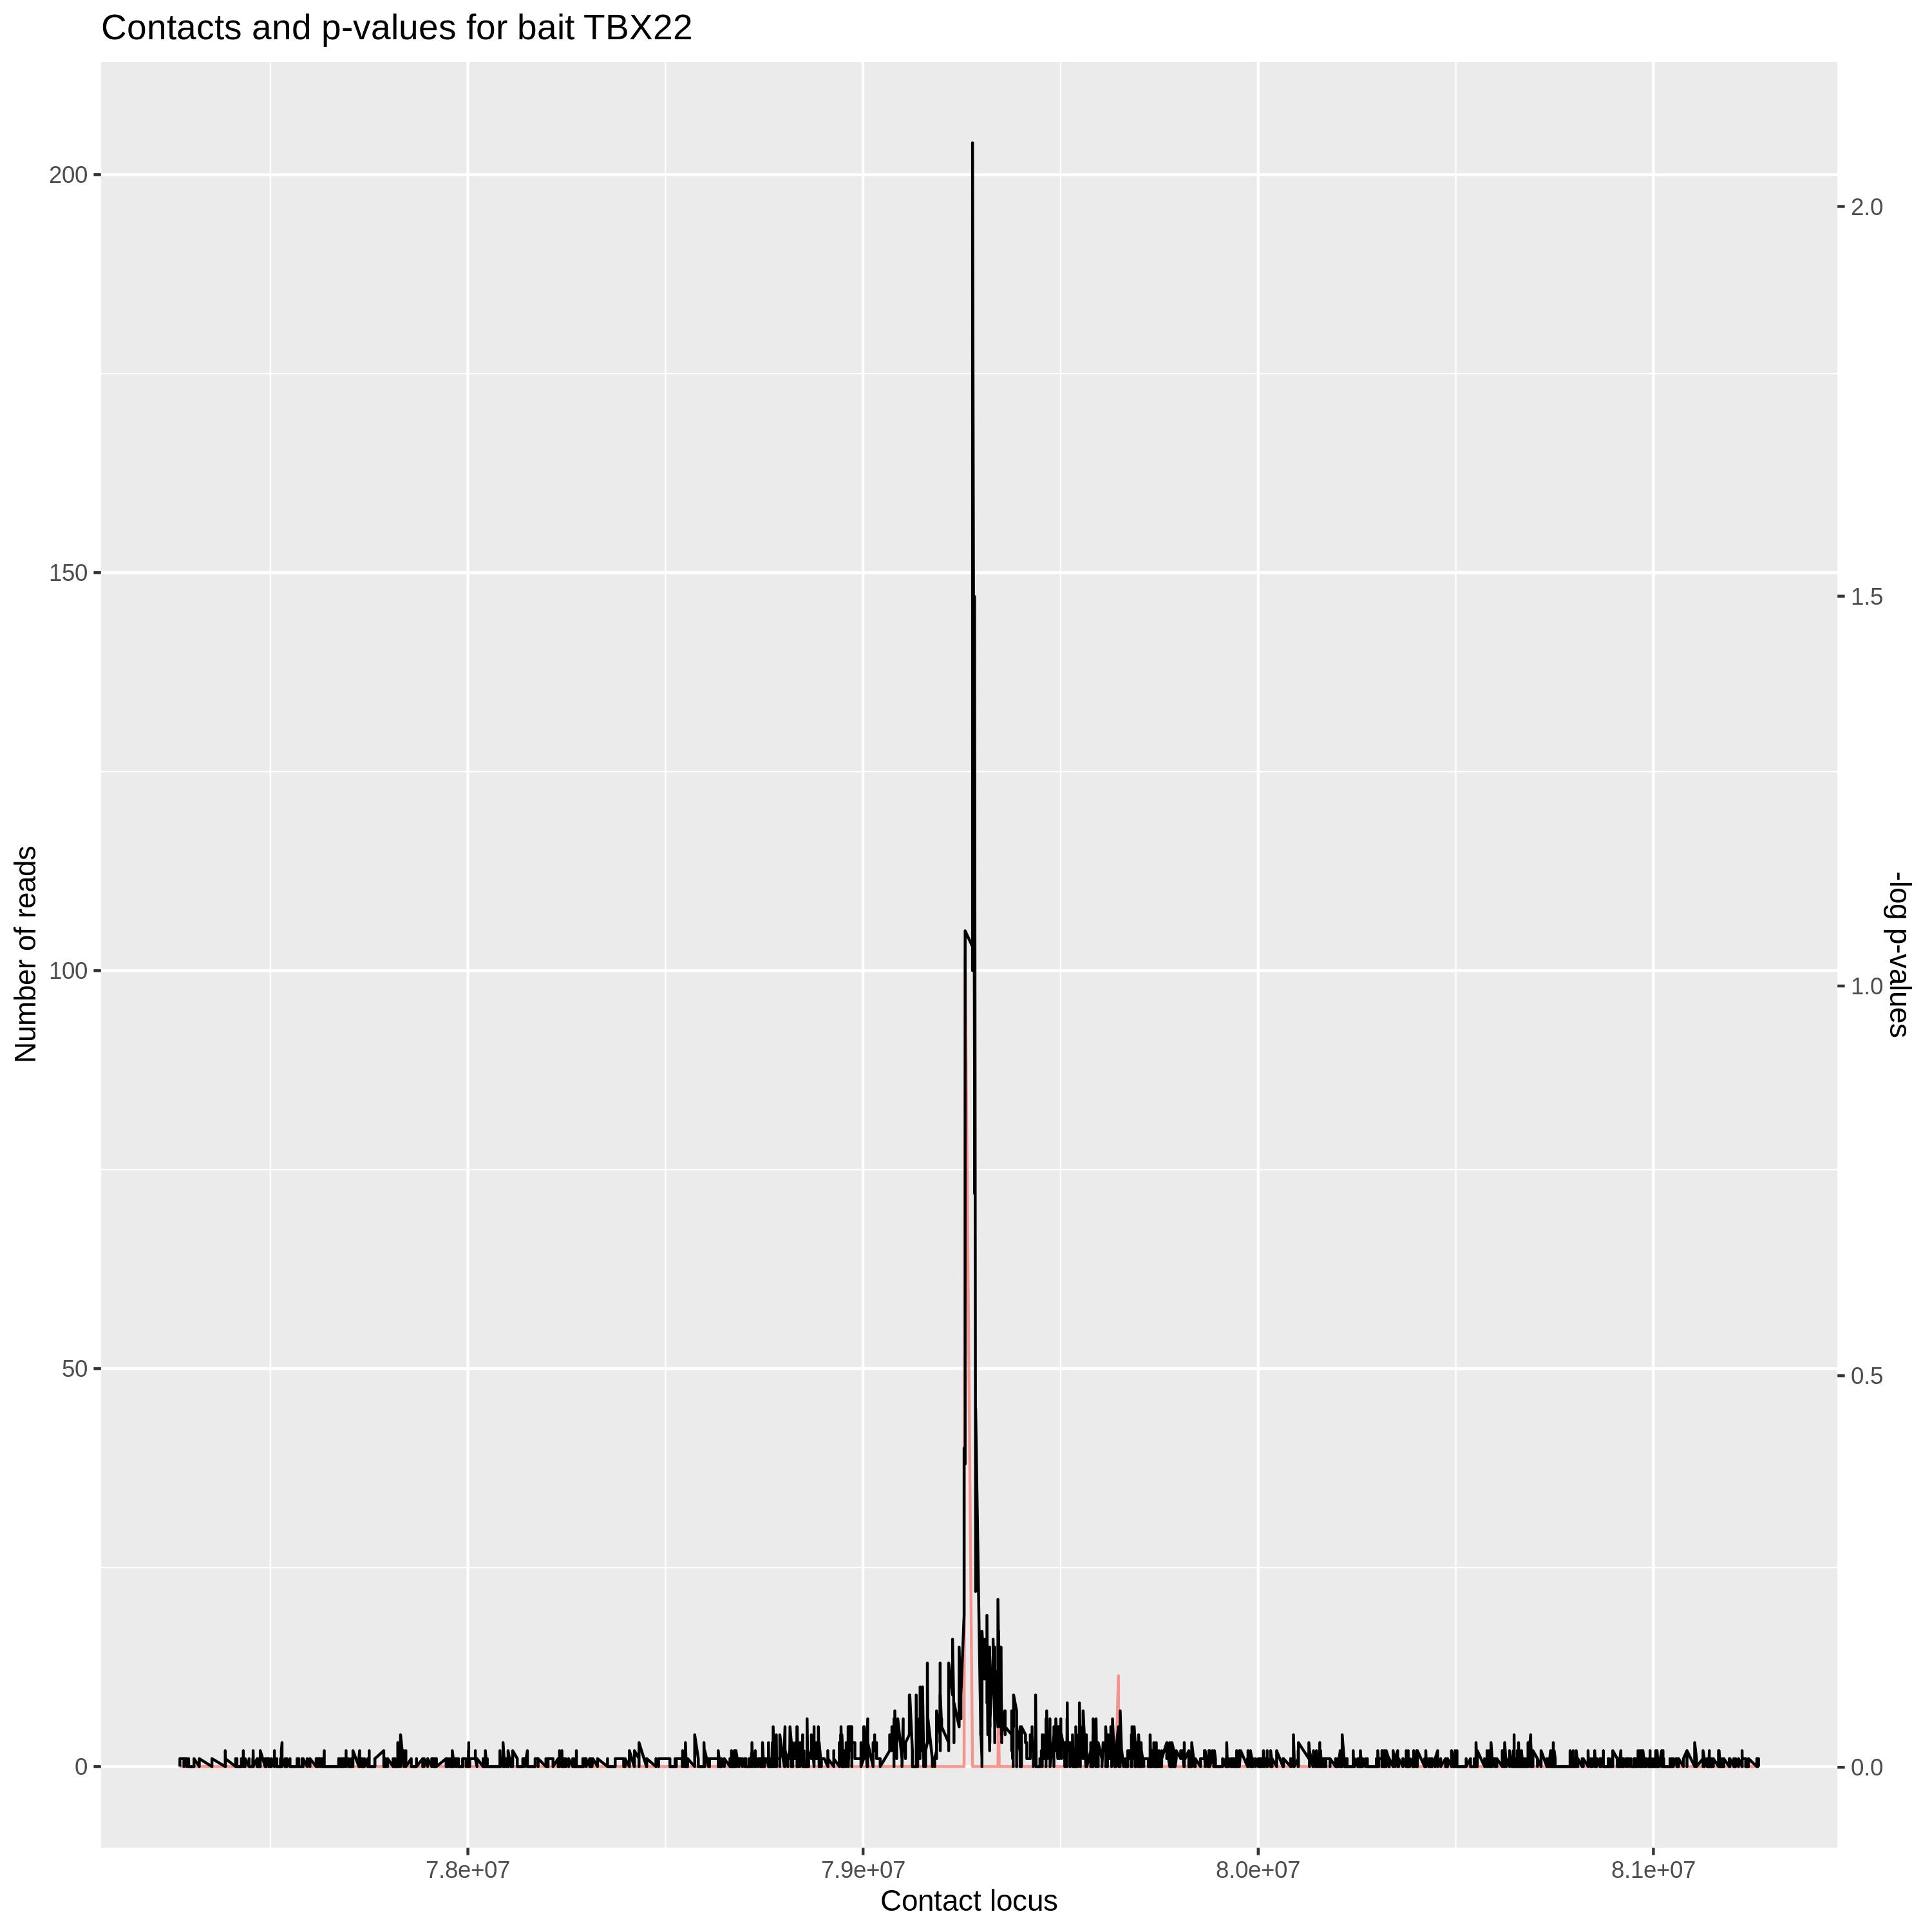 Contacts and p-values for bait TBX22
200
150
100
50
0
Number of reads
2.0
1.5
1.0
0.5
0.0
-log p-values
7.8e+07
7.9e+07
8.0e+07
8.1e+07
Contact locus